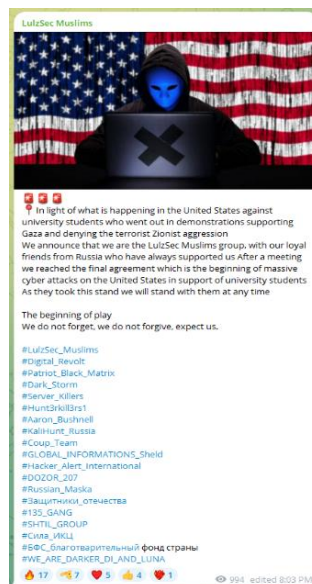 LulzSec Muslims
In light of what is happening in the United States against
university students who went out in demonstrations supporting
Gaza and denying the terrorist Zionist aggression
We announce that we are the LulzSec Muslims group, with our loyal
friends from Russia who have always supported us After a meeting
we reached the final agreement which is the beginning of massive
cyber attacks on the United States in support of university students
As they took this stand we will stand with them at any time
The beginning of play
We do not forget, we do not forgive, expect us.
#LulzSec_Muslims
#Digital_Revolt
#Patriot_Black_Matrix
#Dark_Storm
#Server_Killers
#Hunt3rkill3rs1
#Aaron_Bushnell
#KaliHunt_Russia
#Coup_Team
#GLOBAL_INFORMATIONS_Sheld
#Hacker_Alert_International
#DOZOR_207
#Russian_Maska
#Защитники_отечества
#135_GANG
#SHTIL_GROUP
#Сила_ИКЦ
#БФС_благотварительный фонд страны
#WE_ARE_DARKER_DI_AND_LUNA
17 7 5 4 1
994 edited 8:03 PM